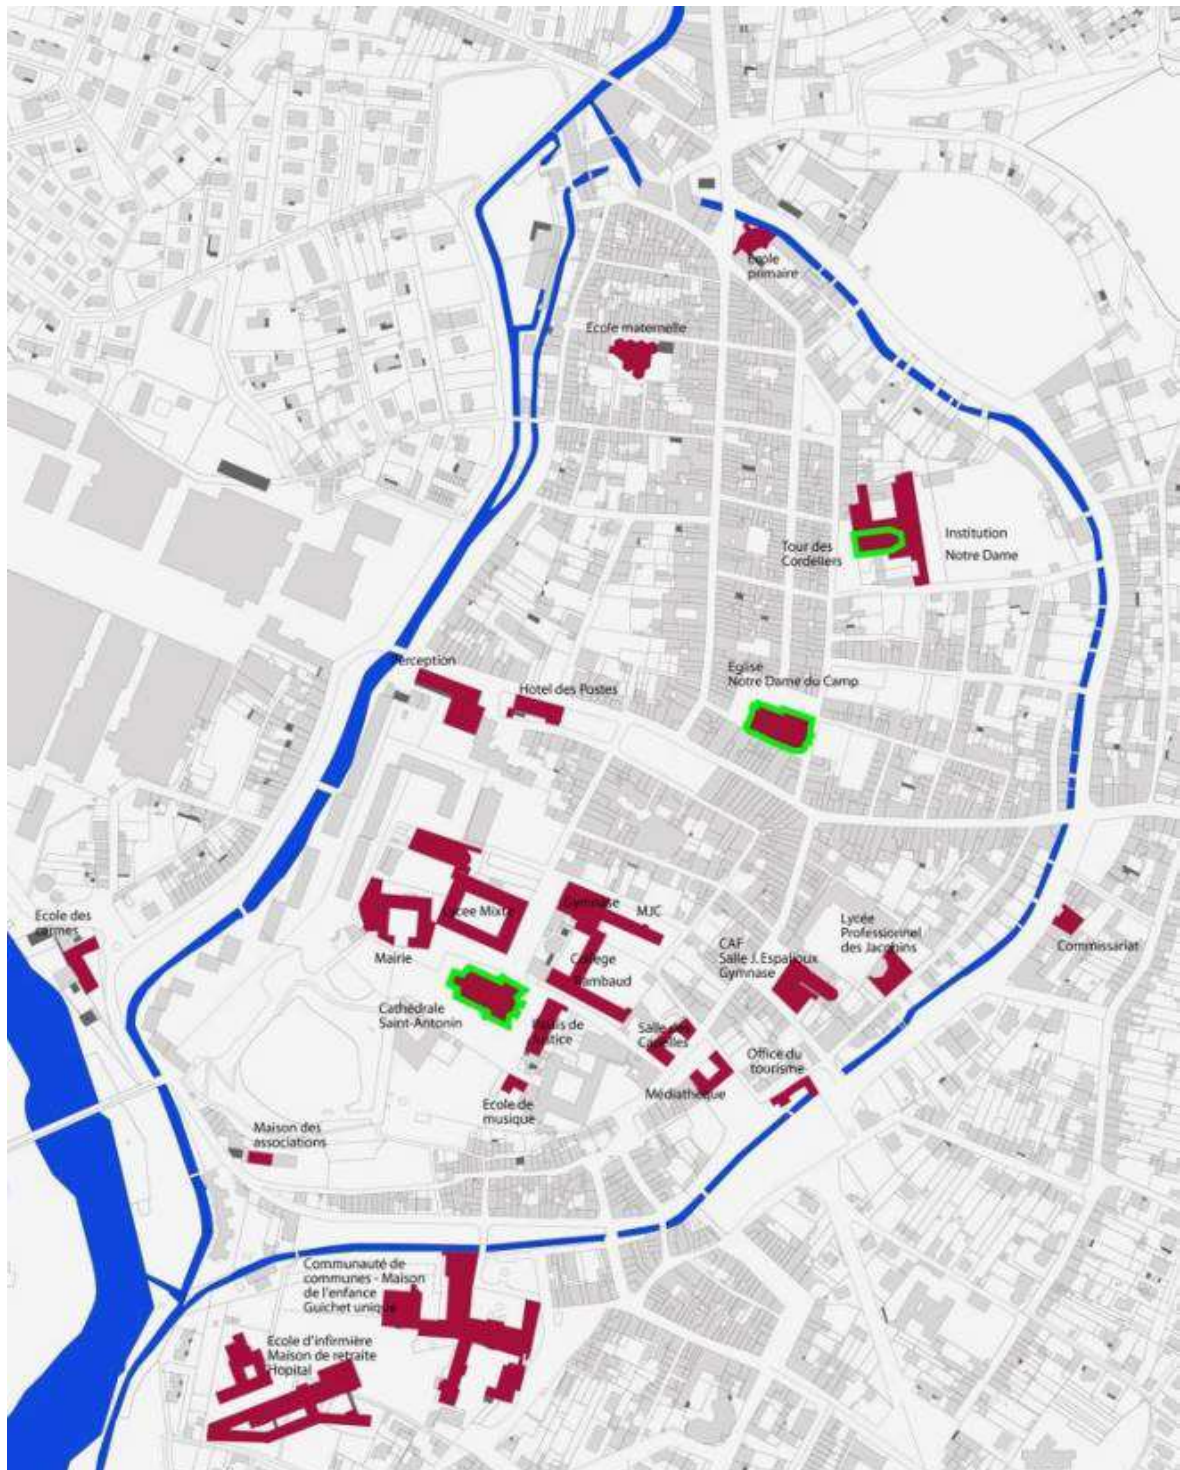 Ecole
primaire
Ecole maternelle
Tour des
Cordeliers
Institution
Notre Dame
Perception
Hotel des Postes
Eglise
Notre Dame du Camp
Ecole des
carmes
Lycee Mixte
Mairie
Gymnase
MJC
College
Rambaud
CAF
Salle J. Espalioux
Gymnase
Lycée
Professionnel
des Jacobins
Commissariat
Cathédrale
Saint-Antonin
Palais de
Justice
Salle des
Capelles
Office du
tourisme
Médiathèque
Ecole de
musique
Maison des
associations
Communauté de
communes - Maison
de l'enfance
Guichet unique
Ecole d'infirmière
Maison de retraite
Hopital